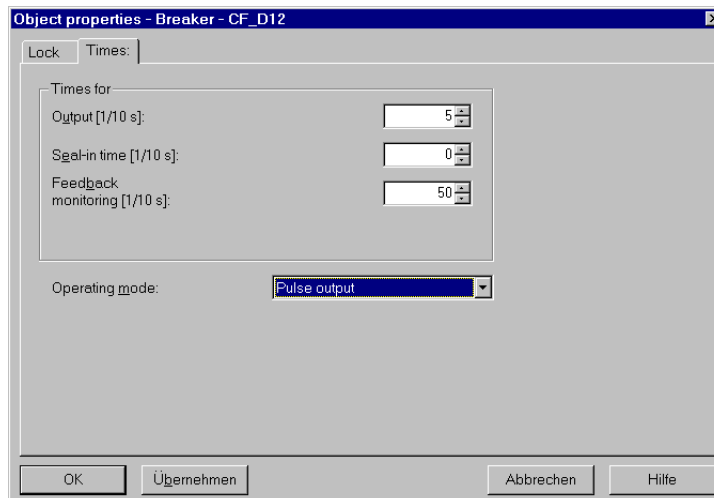 Object properties - Breaker - CF_D12
Lock
Times:
Times for
Output [1/10 s]:
5
Seal-in time [1/10 s]:
0
Feedback
monitoring [1/10 s]:
50
Operating mode:
Pulse output
OK
Übernehmen
Abbrechen
Hilfe